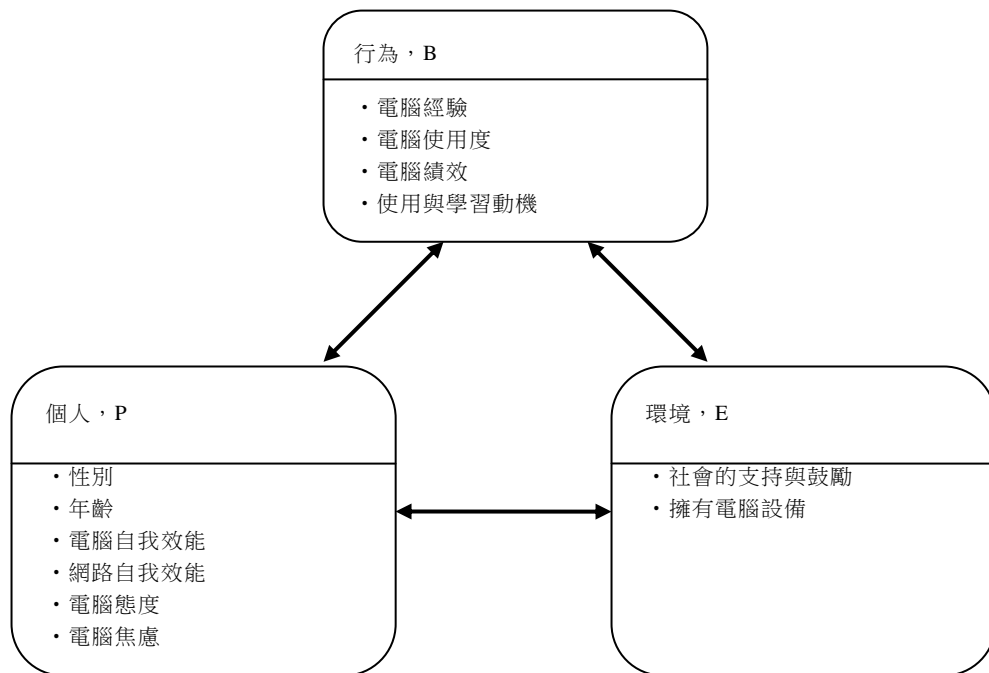 行為，B
・電腦經驗
・電腦使用度
・電腦績效
・使用與學習動機
個人，P
・性別
・年齡
・電腦自我效能
・網路自我效能
・電腦態度
・電腦焦慮
環境，E
・社會的支持與鼓勵
・擁有電腦設備